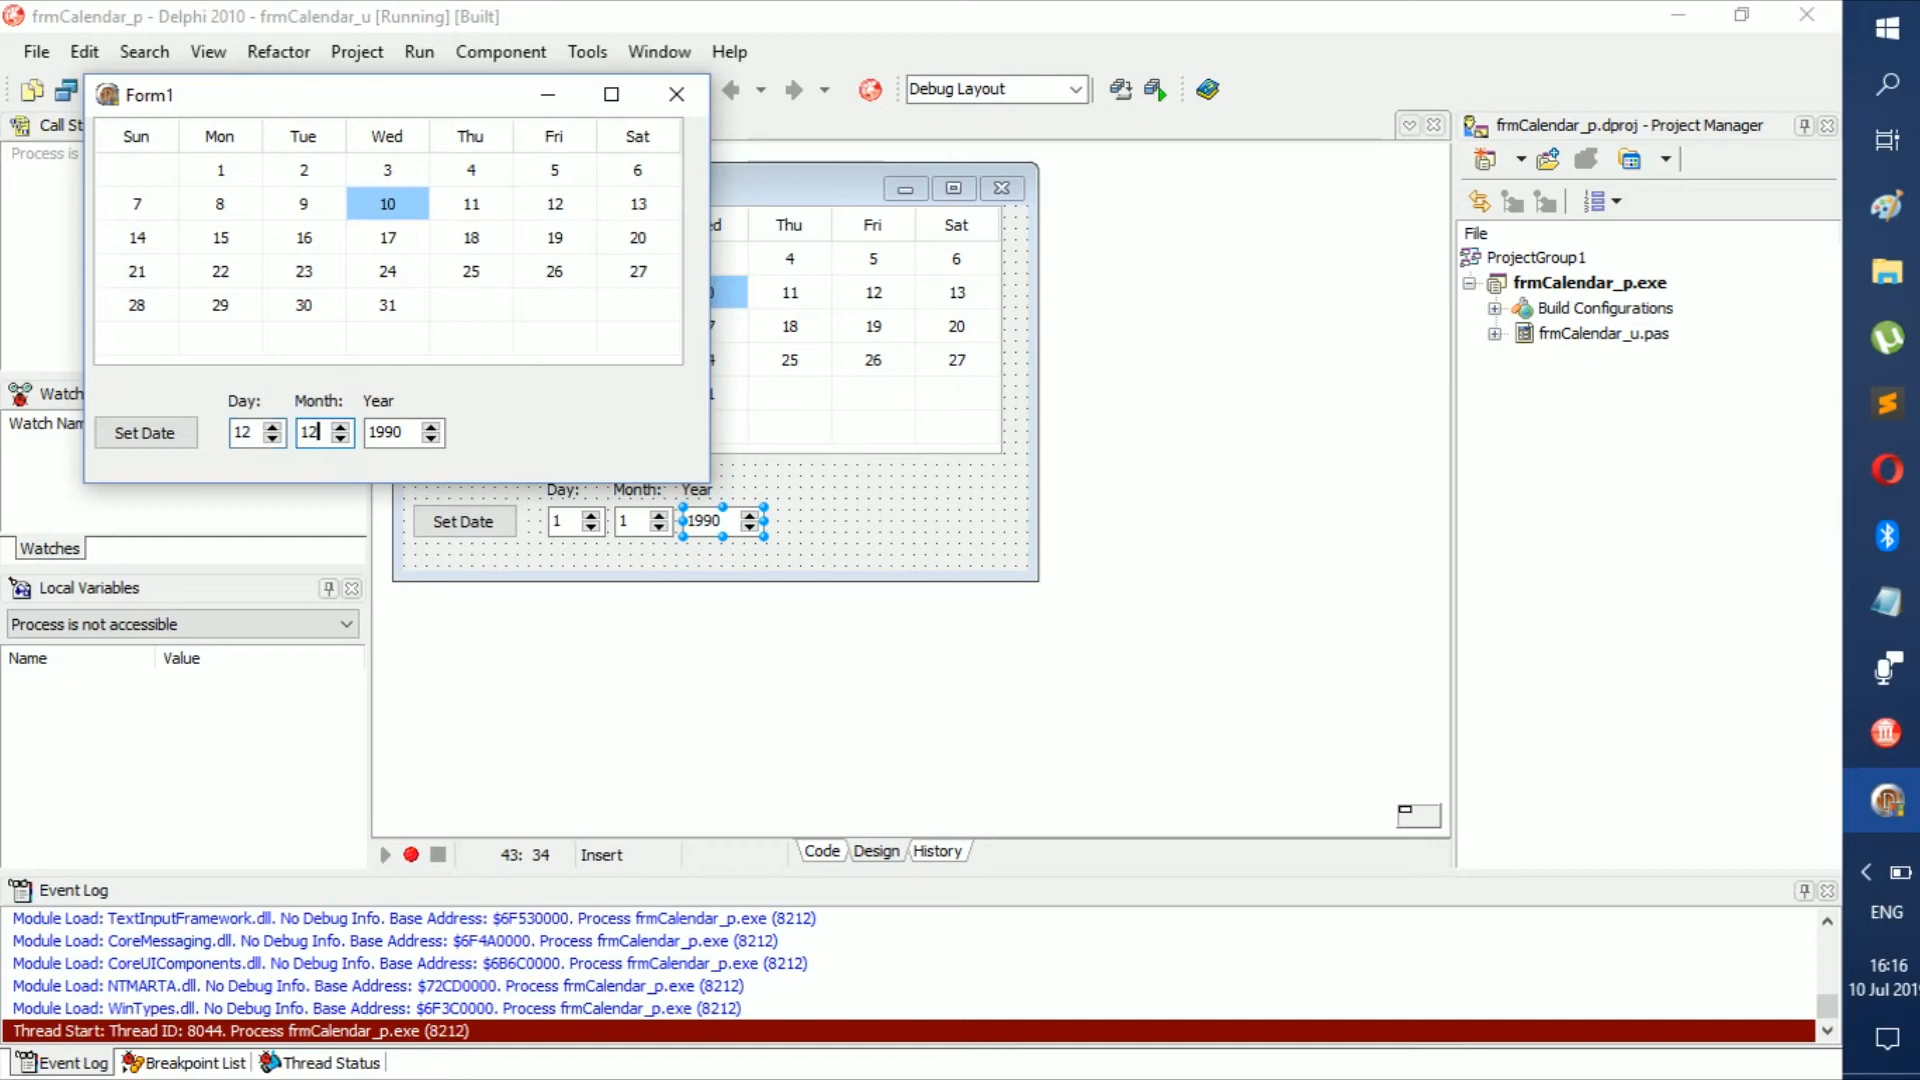 frmCalendar_p - Delphi 2010 - frmCalendar_u [Running] [Built]
File Edit Search View Refactor Project Run Component Tools Window Help
Debug Layout
Call St
Process is
Form1
Sun Mon Tue Wed Thu Fri Sat
1 2 3 4 5 6
7 8 9 10 11 12 13
14 15 16 17 18 19 20
21 22 23 24 25 26 27
28 29 30 31
Day: Month: Year
Set Date 12 12 1990
Thu Fri Sat
4 5 6
11 12 13
18 19 20
25 26 27
Day: Month: Year
Set Date 1 1 1990
frmCalendar_p.dproj - Project Manager
File
ProjectGroup1
frmCalendar_p.exe
Build Configurations
frmCalendar_u.pas
Watch
Watch Nam
Watches
Local Variables
Process is not accessible
Name Value
43: 34 Insert
Code Design History
Event Log
Module Load: TextInputFramework.dll. No Debug Info. Base Address: $6F530000. Process frmCalendar_p.exe (8212)
Module Load: CoreMessaging.dll. No Debug Info. Base Address: $6F4A0000. Process frmCalendar_p.exe (8212)
Module Load: CoreUIComponents.dll. No Debug Info. Base Address: $6B6C0000. Process frmCalendar_p.exe (8212)
Module Load: NTMARTA.dll. No Debug Info. Base Address: $72CD0000. Process frmCalendar_p.exe (8212)
Module Load: WinTypes.dll. No Debug Info. Base Address: $6F3C0000. Process frmCalendar_p.exe (8212)
Thread Start: Thread ID: 8044. Process frmCalendar_p.exe (8212)
Event Log Breakpoint List Thread Status
ENG
16:16
10 Jul 201